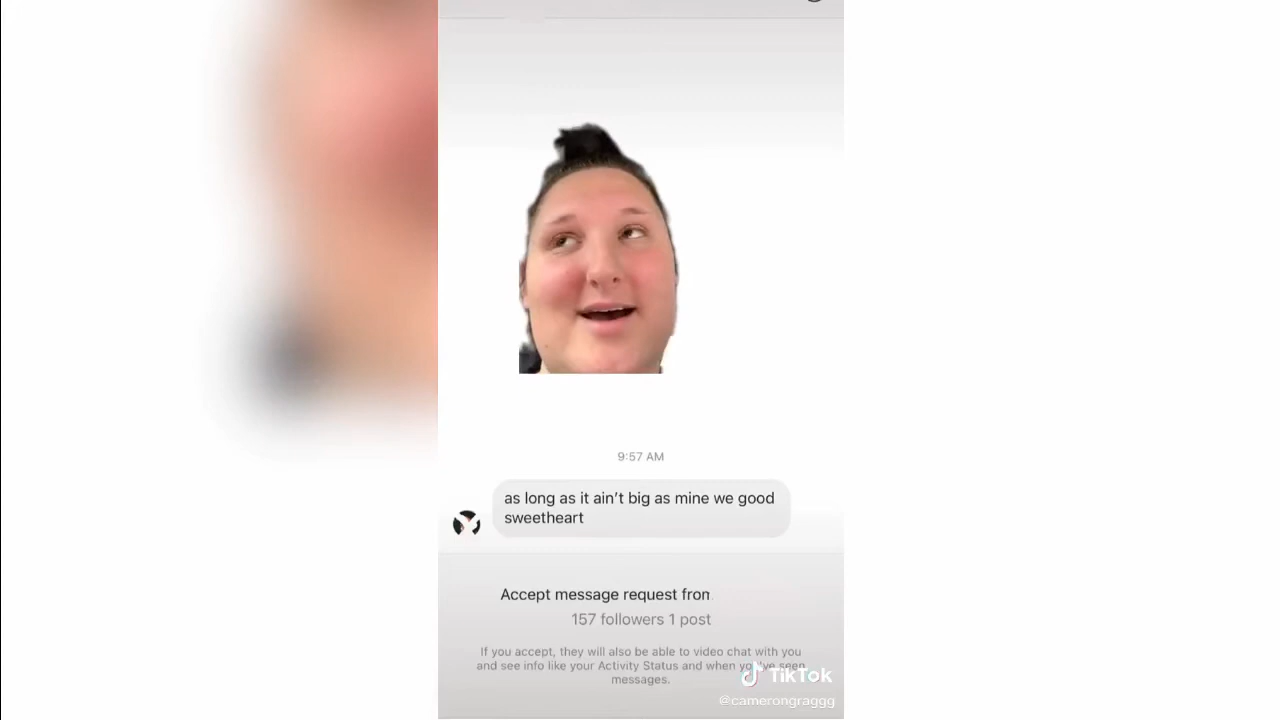 9:57 AM
as long as it ain't big as mine we good
sweetheart
Accept message request from
157 followers 1 post
If you accept, they will also be able to video chat with you
and see info like your Activity Status and when you've seen
messages.
TikTok
@camerongraggg